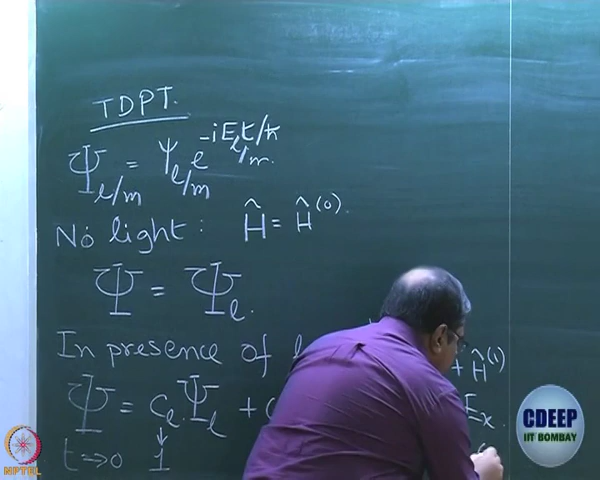 TDPT.
Ψ_{l/m} = ψ_{l/m} e^{-iE_{l/m}t/ħ}
No light: Ĥ = Ĥ^{(0)}.
Ψ = Ψ_l.
In presence of + Ĥ^{(1)}
Ψ = C_l. Ψ_l + E_x.
t → 0 1
CDEEP
IIT BOMBAY
NPTEL